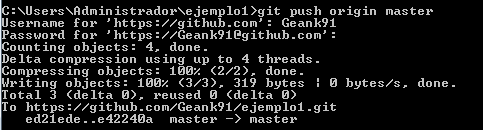 C:\Users\Administrador\ejemplo1>git push origin master
Username for 'https://github.com': Geank91
Password for 'https://Geank91@github.com':
Counting objects: 4, done.
Delta compression using up to 4 threads.
Compressing objects: 100% (2/2), done.
Writing objects: 100% (3/3), 319 bytes | 0 bytes/s, done.
Total 3 (delta 0), reused 0 (delta 0)
To https://github.com/Geank91/ejemplo1.git
   ed21ede..e42240a  master -> master